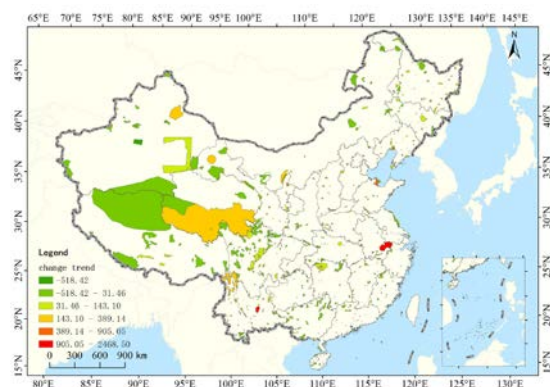 65°E 70°E 75°E 80°E 85°E 90°E 95°E 100°E 105°E 110°E 115°E 120°E 125°E 130°E 135°E 140°E 145°E
N
45°N 45°N
40°N 40°N
35°N 35°N
30°N 30°N
25°N 25°N
20°N 20°N
15°N 15°N
Legend
change trend
-518.42
-518.42 - 31.46
31.46 - 143.10
143.10 - 389.14
389.14 - 905.05
905.05 - 2468.50
0 300 600 900 km
80°E 85°E 90°E 95°E 100°E 105°E 110°E 115°E 120°E 125°E 130°E